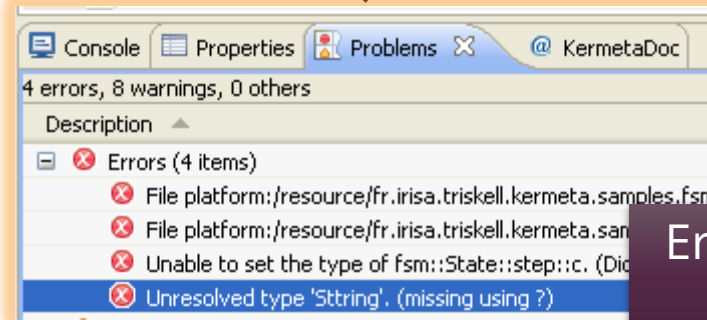 Console Properties Problems @ KermetaDoc
4 errors, 8 warnings, 0 others
Description
Errors (4 items)
File platform:/resource/fr.irisa.triskell.kermeta.samples.fsm
File platform:/resource/fr.irisa.triskell.kermeta.sam
Er
Unable to set the type of fsm::State::step::c. (Did
Unresolved type 'Sttring'. (missing using ?)